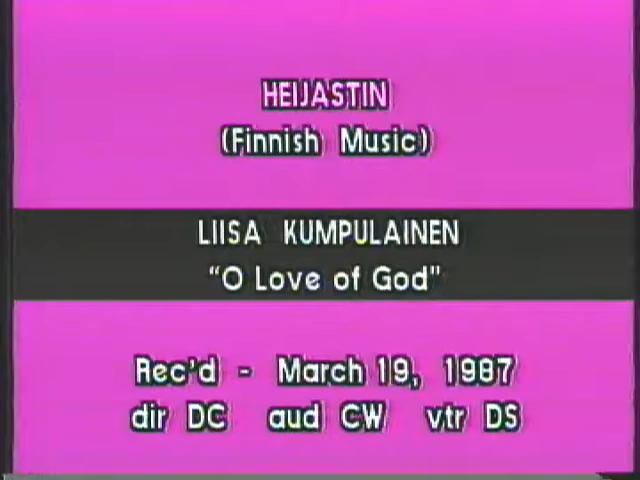 HEIJASTIN
(Finnish Music)
LIISA KUMPULAINEN
“O Love of God"
Rec'd - March 19, 1987
dir DC aud CW vtr DS